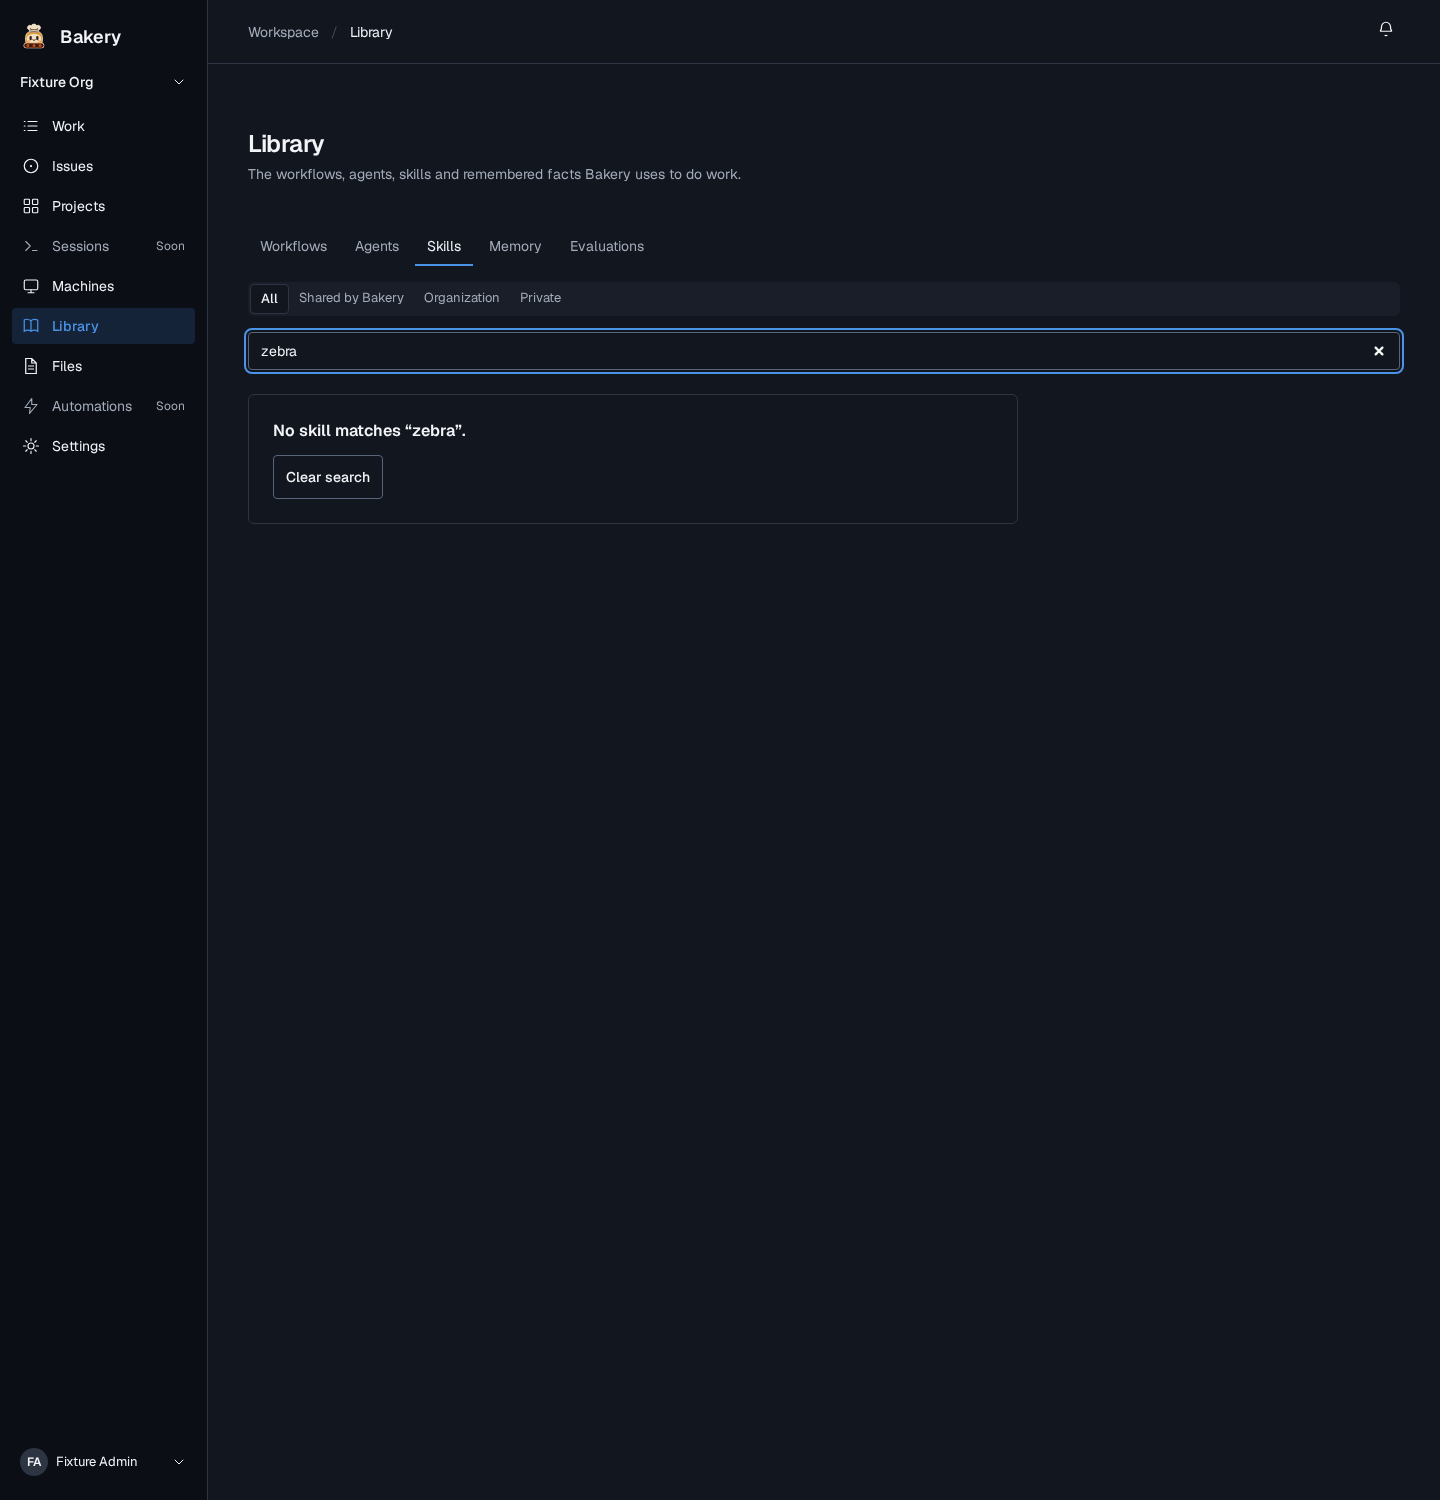 Bakery
Fixture Org
Work
Issues
Projects
Sessions Soon
Machines
Library
Files
Automations Soon
Settings
FA Fixture Admin
Workspace / Library
Library
The workflows, agents, skills and remembered facts Bakery uses to do work.
Workflows Agents Skills Memory Evaluations
All Shared by Bakery Organization Private
zebra
No skill matches “zebra”.
Clear search